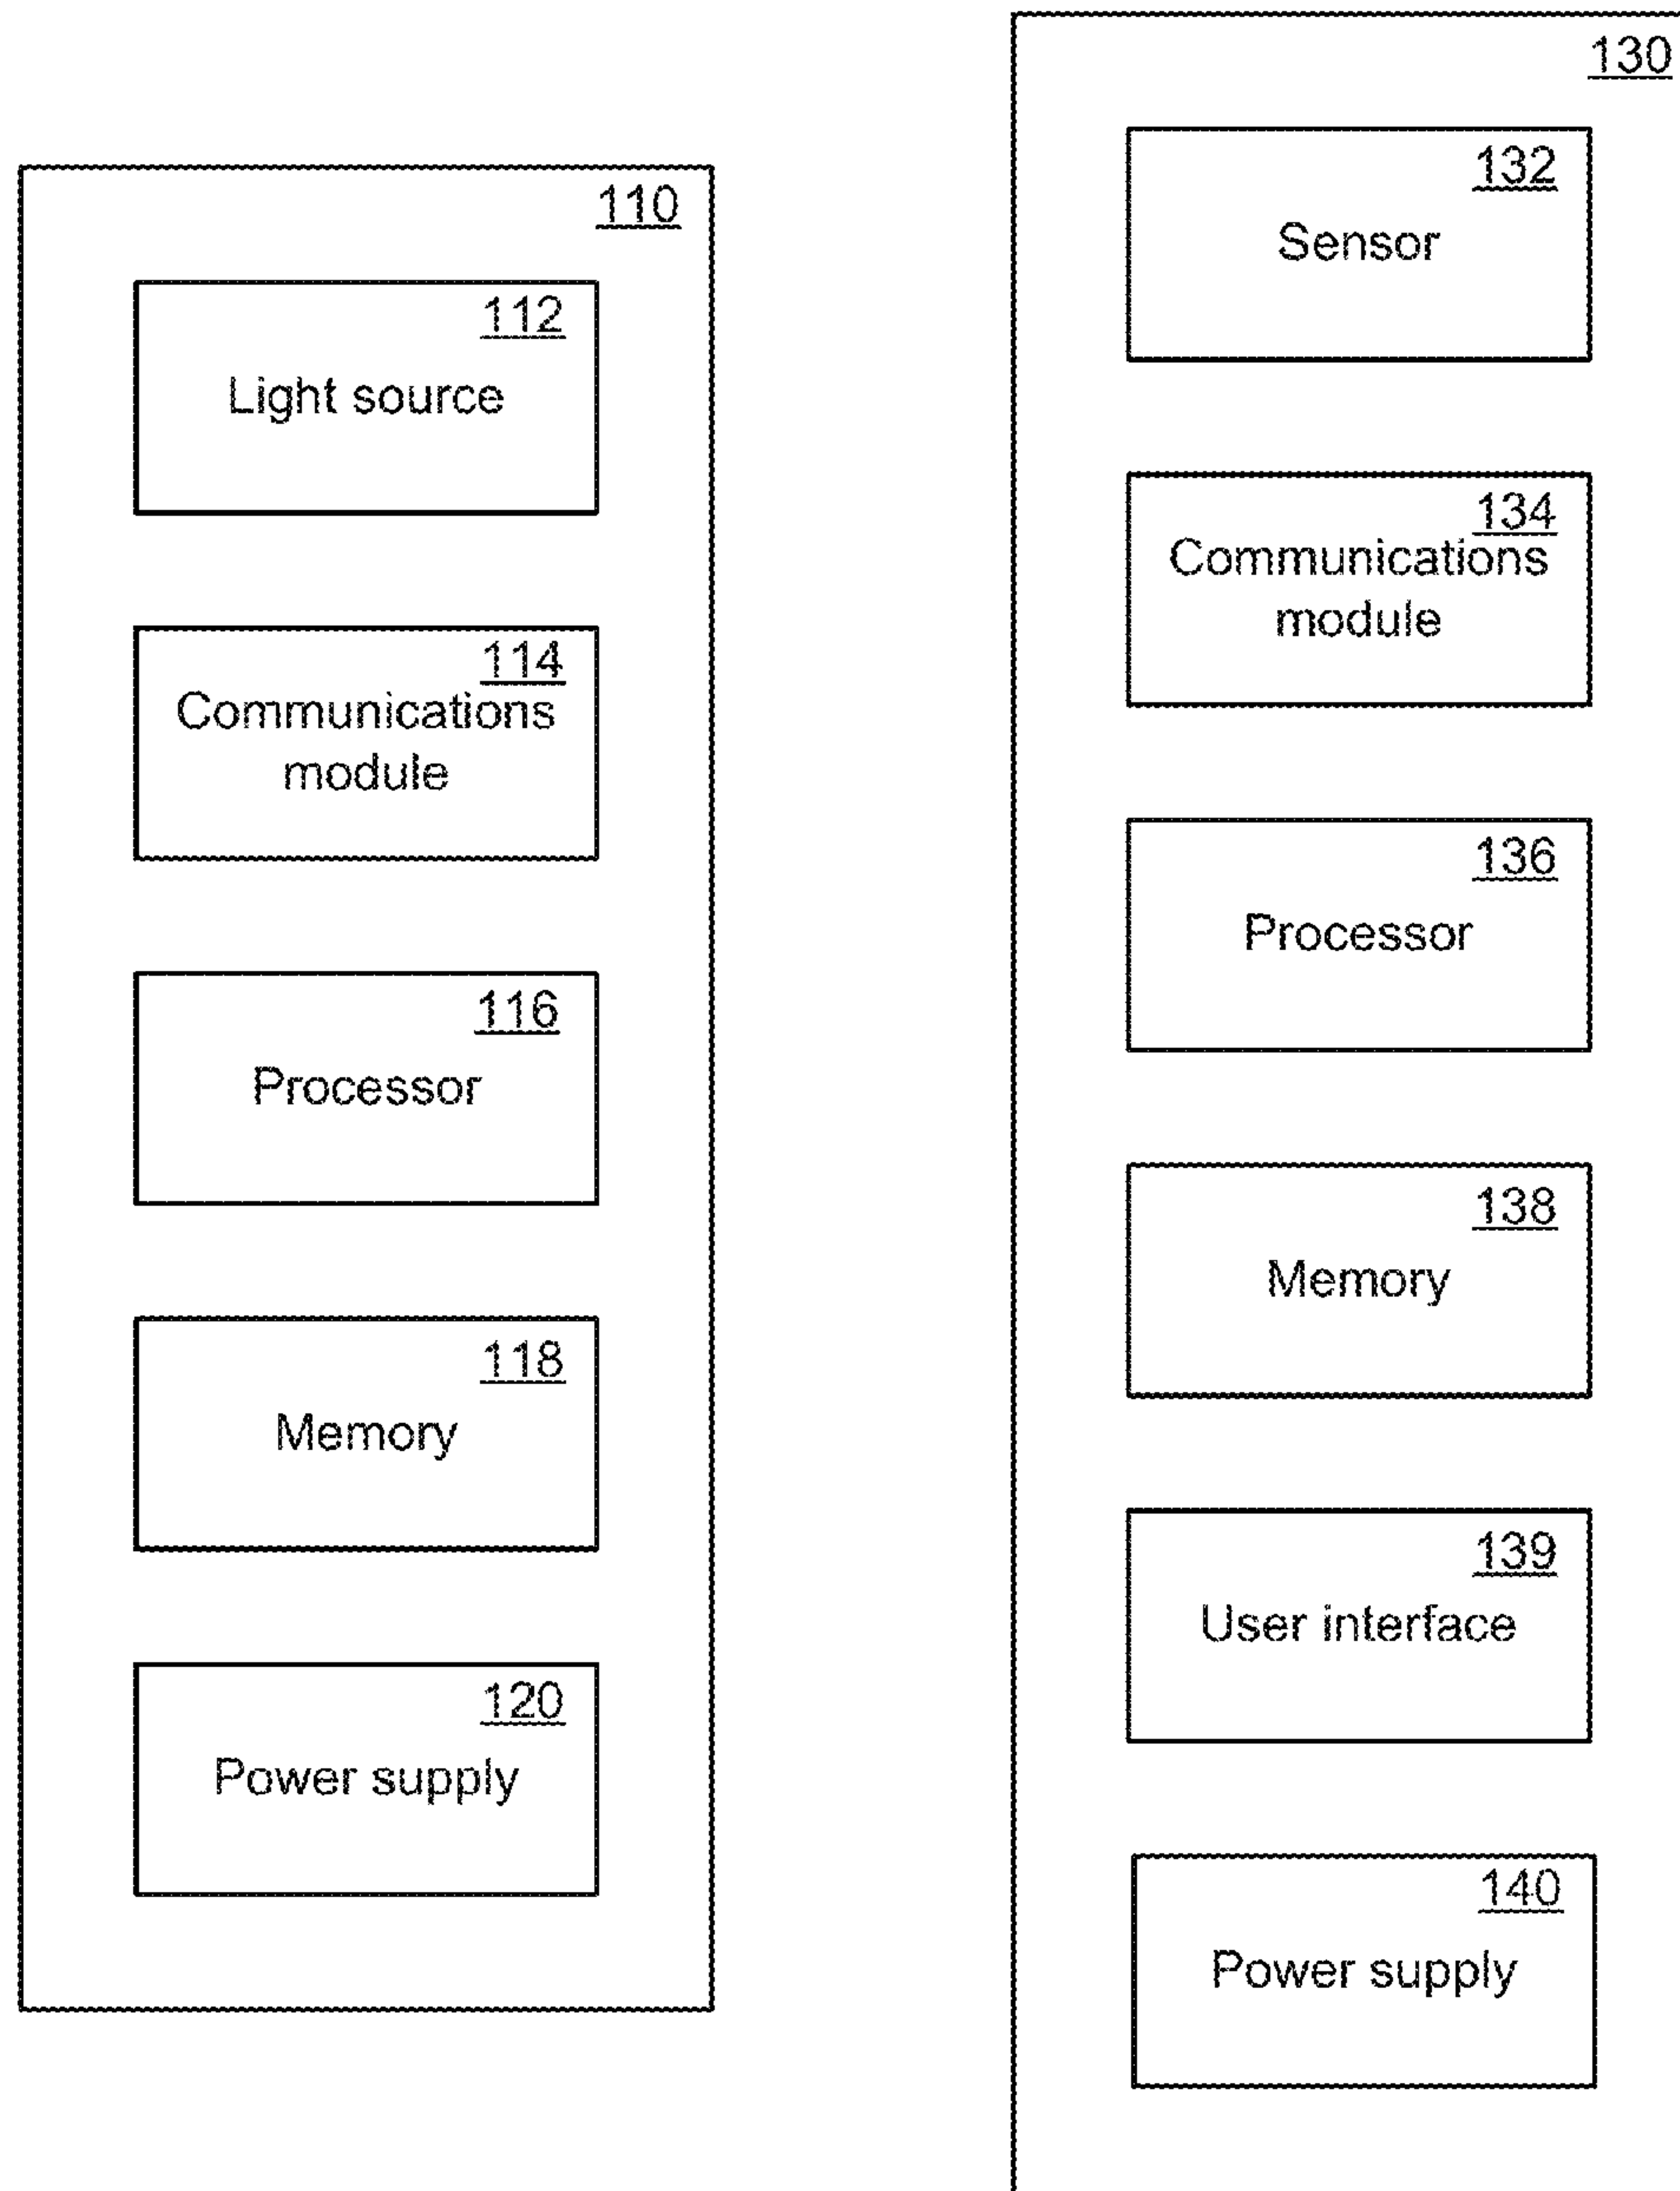 110
112
Light source
114
Communications
module
116
Processor
118
Memory
120
Power supply
130
132
Sensor
134
Communications
module
136
Processor
138
Memory
139
User interface
140
Power supply